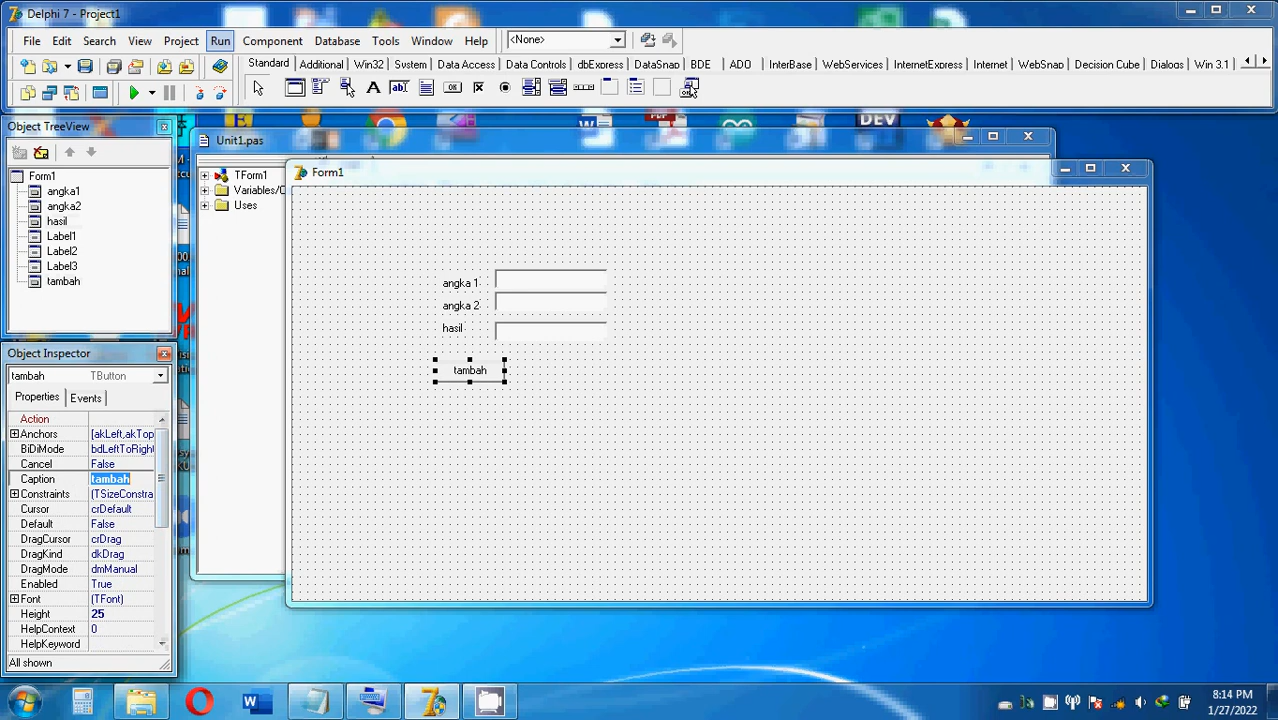 Delphi 7 - Project1
File Edit Search View Project Run Component Database Tools Window Help
<None>
Standard Additional Win32 System Data Access Data Controls dbExpress DataSnap BDE ADO InterBase WebServices InternetExpress Internet WebSnap Decision Cube Dialogs Win 3.1
Object TreeView
Form1
angka1
angka2
hasil
Label1
Label2
Label3
tambah
Unit1.pas
TForm1
Variables/C
Uses
PDF
DEV
Form1
angka 1
angka 2
hasil
tambah
Object Inspector
tambah TButton
Properties Events
Action
Anchors [akLeft,akTop
BiDiMode bdLeftToRigh
Cancel False
Caption tambah
Constraints (TSizeConstra
Cursor crDefault
Default False
DragCursor crDrag
DragKind dkDrag
DragMode dmManual
Enabled True
Font (TFont)
Height 25
HelpContext 0
HelpKeyword
All shown
8:14 PM
1/27/2022